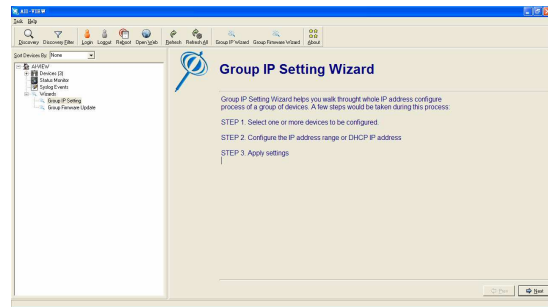 AII-VIEW
Task Help
Discovery Discovery Filter Login Logout Reboot Open Web Refresh Refresh All Group IP Wizard Group Firmware Wizard About
Sort Devices By: None
AII-VIEW
Devices (3)
Status Monitor
Syslog Events
Wizards
Group IP Setting
Group Firmware Update
Group IP Setting Wizard
Group IP Setting Wizard helps you walk throught whole IP address configure
process of a group of devices. A few steps would be taken during this process:
STEP 1. Select one or more devices to be configured.
STEP 2. Configure the IP address range or DHCP IP address
STEP 3. Apply settings
Prev Next